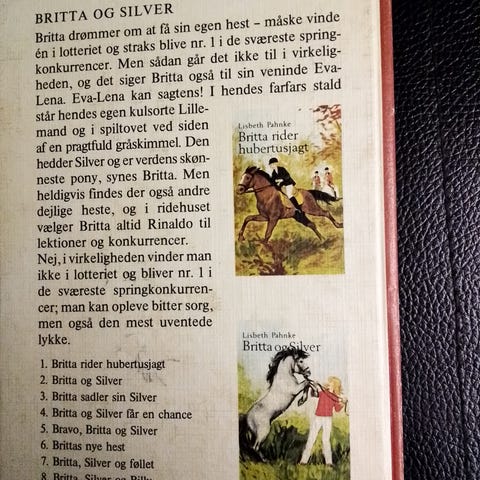 BRITTA OG SILVER
Britta drømmer om at få sin egen hest – måske vinde
én i lotteriet og straks blive nr. 1 i de sværeste spring-
konkurrencer. Men sådan går det ikke til i virkelig-
heden, og det siger Britta også til sin veninde Eva-
Lena. Eva-Lena kan sagtens! I hendes farfars stald
står hendes egen kulsorte Lille-
mand og i spiltovet ved siden
af en pragtfuld gråskimmel. Den
hedder Silver og er verdens skøn-
neste pony, synes Britta. Men
heldigvis findes der også andre
dejlige heste, og i ridehuset
vælger Britta altid Rinaldo til
lektioner og konkurrencer.
Nej, i virkeligheden vinder man
ikke i lotteriet og bliver nr. 1 i
de sværeste springkonkurren-
cer; man kan opleve bitter sorg,
men også den mest uventede
lykke.
1. Britta rider hubertusjagt
2. Britta og Silver
3. Britta sadler sin Silver
4. Britta og Silver får en chance
5. Bravo, Britta og Silver
6. Brittas nye hest
7. Britta, Silver og føllet
8. Britta, Silver og Billy
Lisbeth Pahnke
Britta rider
hubertusjagt
Lisbeth Pahnke
Britta og Silver